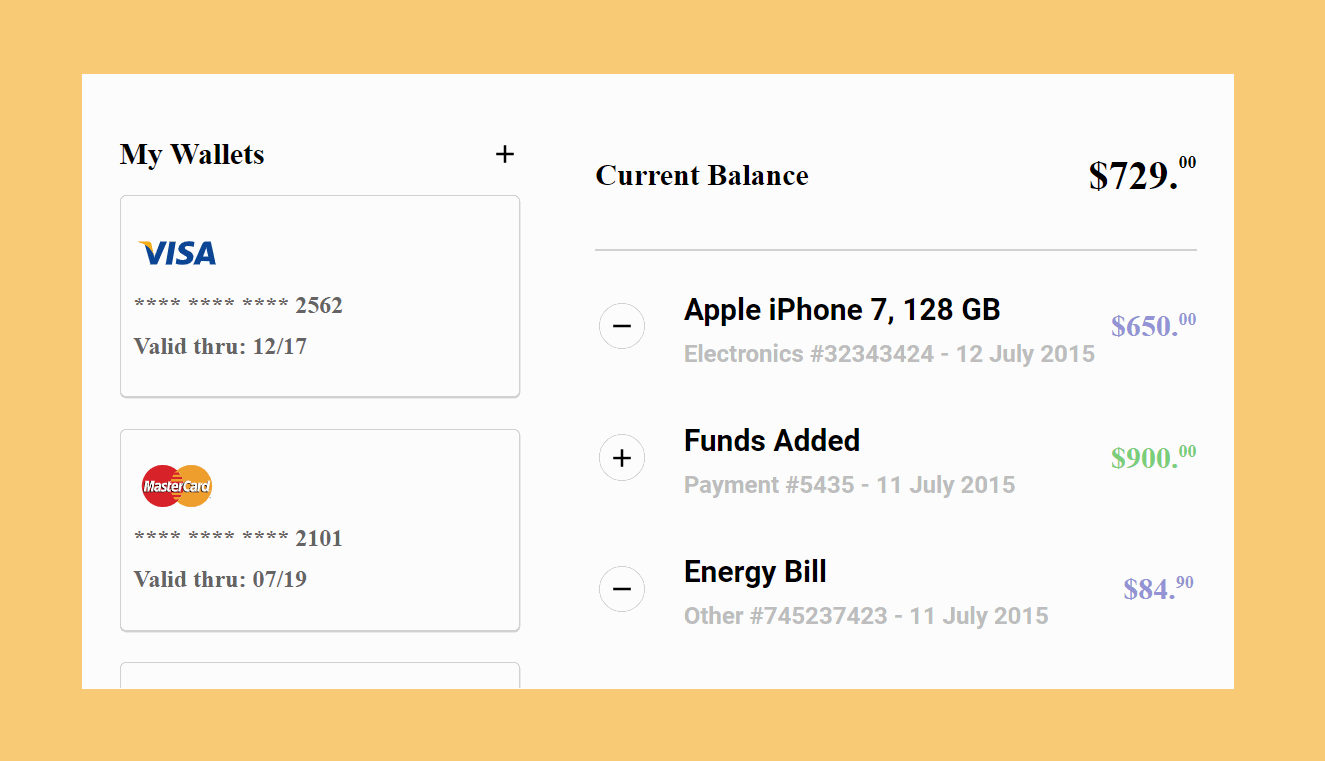 My Wallets +
VISA
**** **** **** 2562
Valid thru: 12/17
MasterCard
**** **** **** 2101
Valid thru: 07/19
Current Balance $729.00
Apple iPhone 7, 128 GB
Electronics #32343424 - 12 July 2015
$650.00
Funds Added
Payment #5435 - 11 July 2015
$900.00
Energy Bill
Other #745237423 - 11 July 2015
$84.90